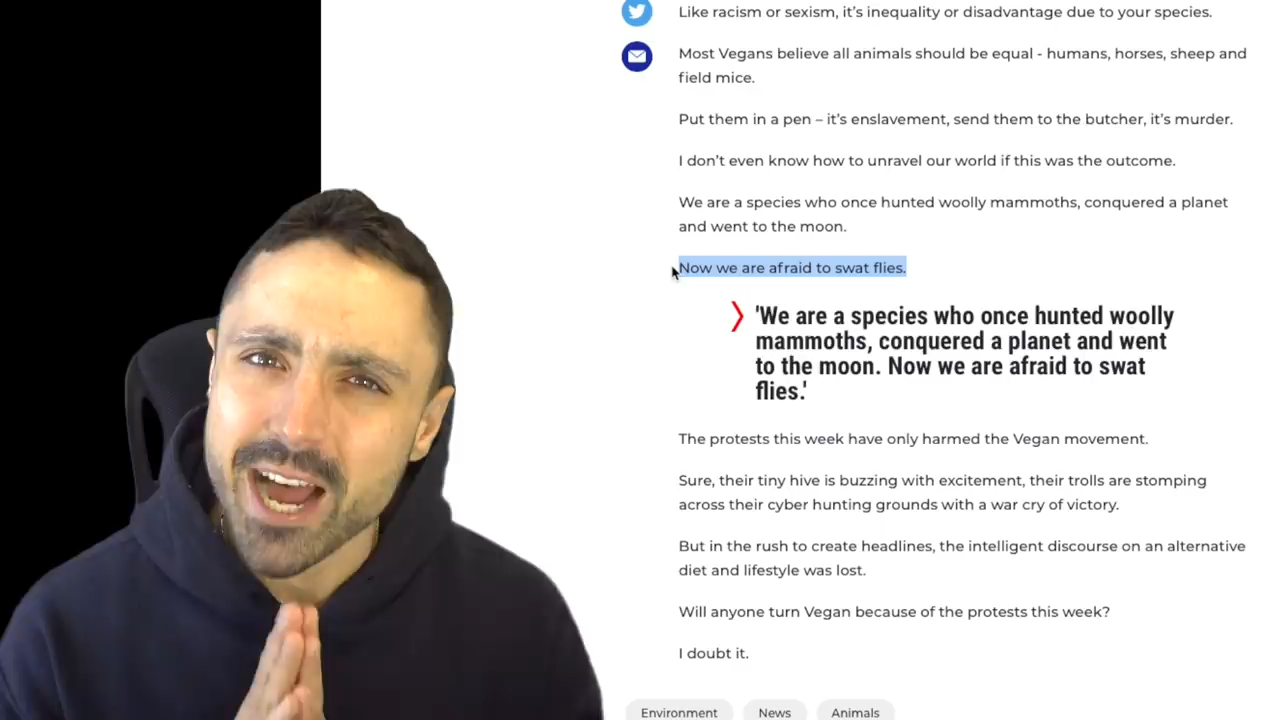 Like racism or sexism, it's inequality or disadvantage due to your species.
Most Vegans believe all animals should be equal - humans, horses, sheep and
field mice.
Put them in a pen – it's enslavement, send them to the butcher, it's murder.
I don't even know how to unravel our world if this was the outcome.
We are a species who once hunted woolly mammoths, conquered a planet
and went to the moon.
Now we are afraid to swat flies.
'We are a species who once hunted woolly
mammoths, conquered a planet and went
to the moon. Now we are afraid to swat
flies.'
The protests this week have only harmed the Vegan movement.
Sure, their tiny hive is buzzing with excitement, their trolls are stomping
across their cyber hunting grounds with a war cry of victory.
But in the rush to create headlines, the intelligent discourse on an alternative
diet and lifestyle was lost.
Will anyone turn Vegan because of the protests this week?
I doubt it.
Environment News Animals